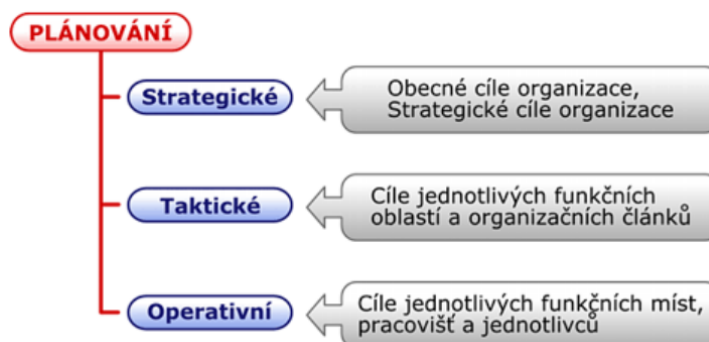 PLÁNOVÁNÍ
Strategické
Obecné cíle organizace,
Strategické cíle organizace
Taktické
Cíle jednotlivých funkčních
oblastí a organizačních článků
Operativní
Cíle jednotlivých funkčních míst,
pracovišť a jednotlivců